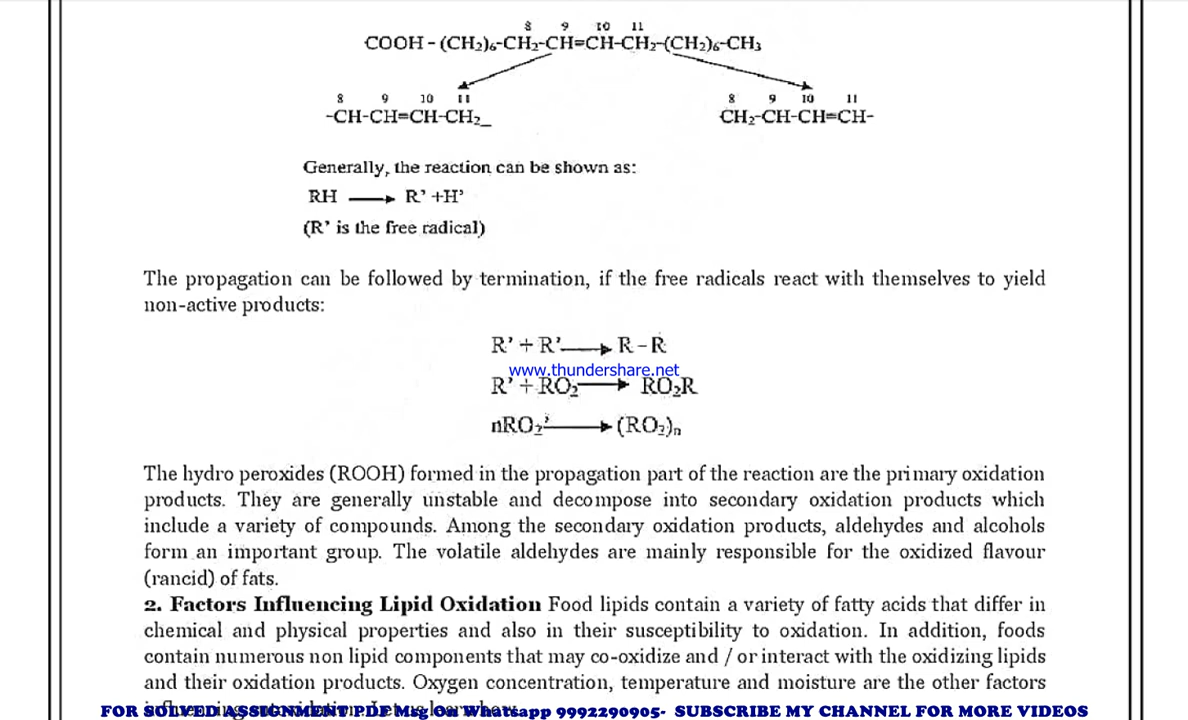 8 9 10 11
COOH - (CH₂)₆-CH₂-CH=CH-CH₂-(CH₂)₆-CH₃
8 9 10 11 8 9 10 11
-CH-CH=CH-CH₂_ CH₂-CH-CH=CH-
Generally, the reaction can be shown as:
RH → R' +H'
(R' is the free radical)
The propagation can be followed by termination, if the free radicals react with themselves to yield
non-active products:
R' + R' → R – R
www.thundershare.net
R' + RO₂ → RO₂R
nRO₂' → (RO₂)n
The hydro peroxides (ROOH) formed in the propagation part of the reaction are the primary oxidation
products. They are generally unstable and decompose into secondary oxidation products which
include a variety of compounds. Among the secondary oxidation products, aldehydes and alcohols
form an important group. The volatile aldehydes are mainly responsible for the oxidized flavour
(rancid) of fats.
2. Factors Influencing Lipid Oxidation Food lipids contain a variety of fatty acids that differ in
chemical and physical properties and also in their susceptibility to oxidation. In addition, foods
contain numerous non lipid components that may co-oxidize and / or interact with the oxidizing lipids
and their oxidation products. Oxygen concentration, temperature and moisture are the other factors
FOR SOLVED ASSIGNMENT PDF Msg On Whatsapp 9992290905- SUBSCRIBE MY CHANNEL FOR MORE VIDEOS